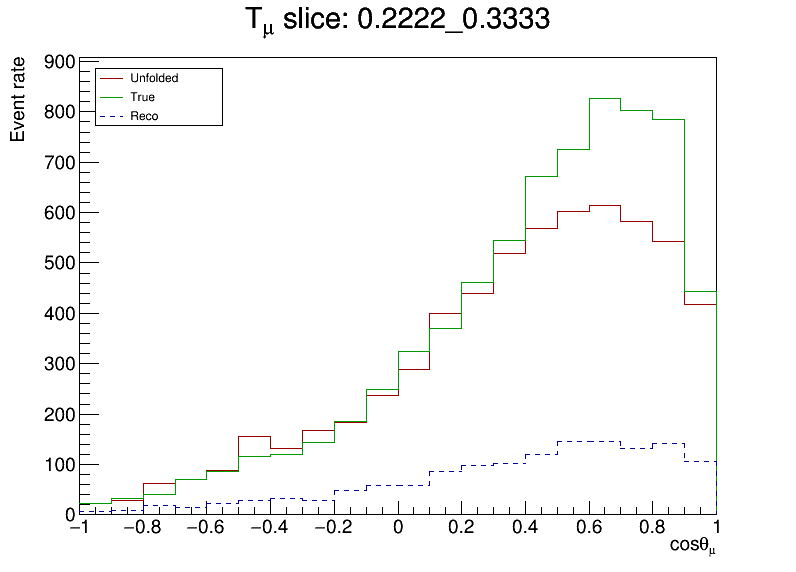 Tμ slice: 0.2222_0.3333
Event rate
Unfolded
True
Reco
900
800
700
600
500
400
300
200
100
0
−1 −0.8 −0.6 −0.4 −0.2 0 0.2 0.4 0.6 0.8 1
cosθμ